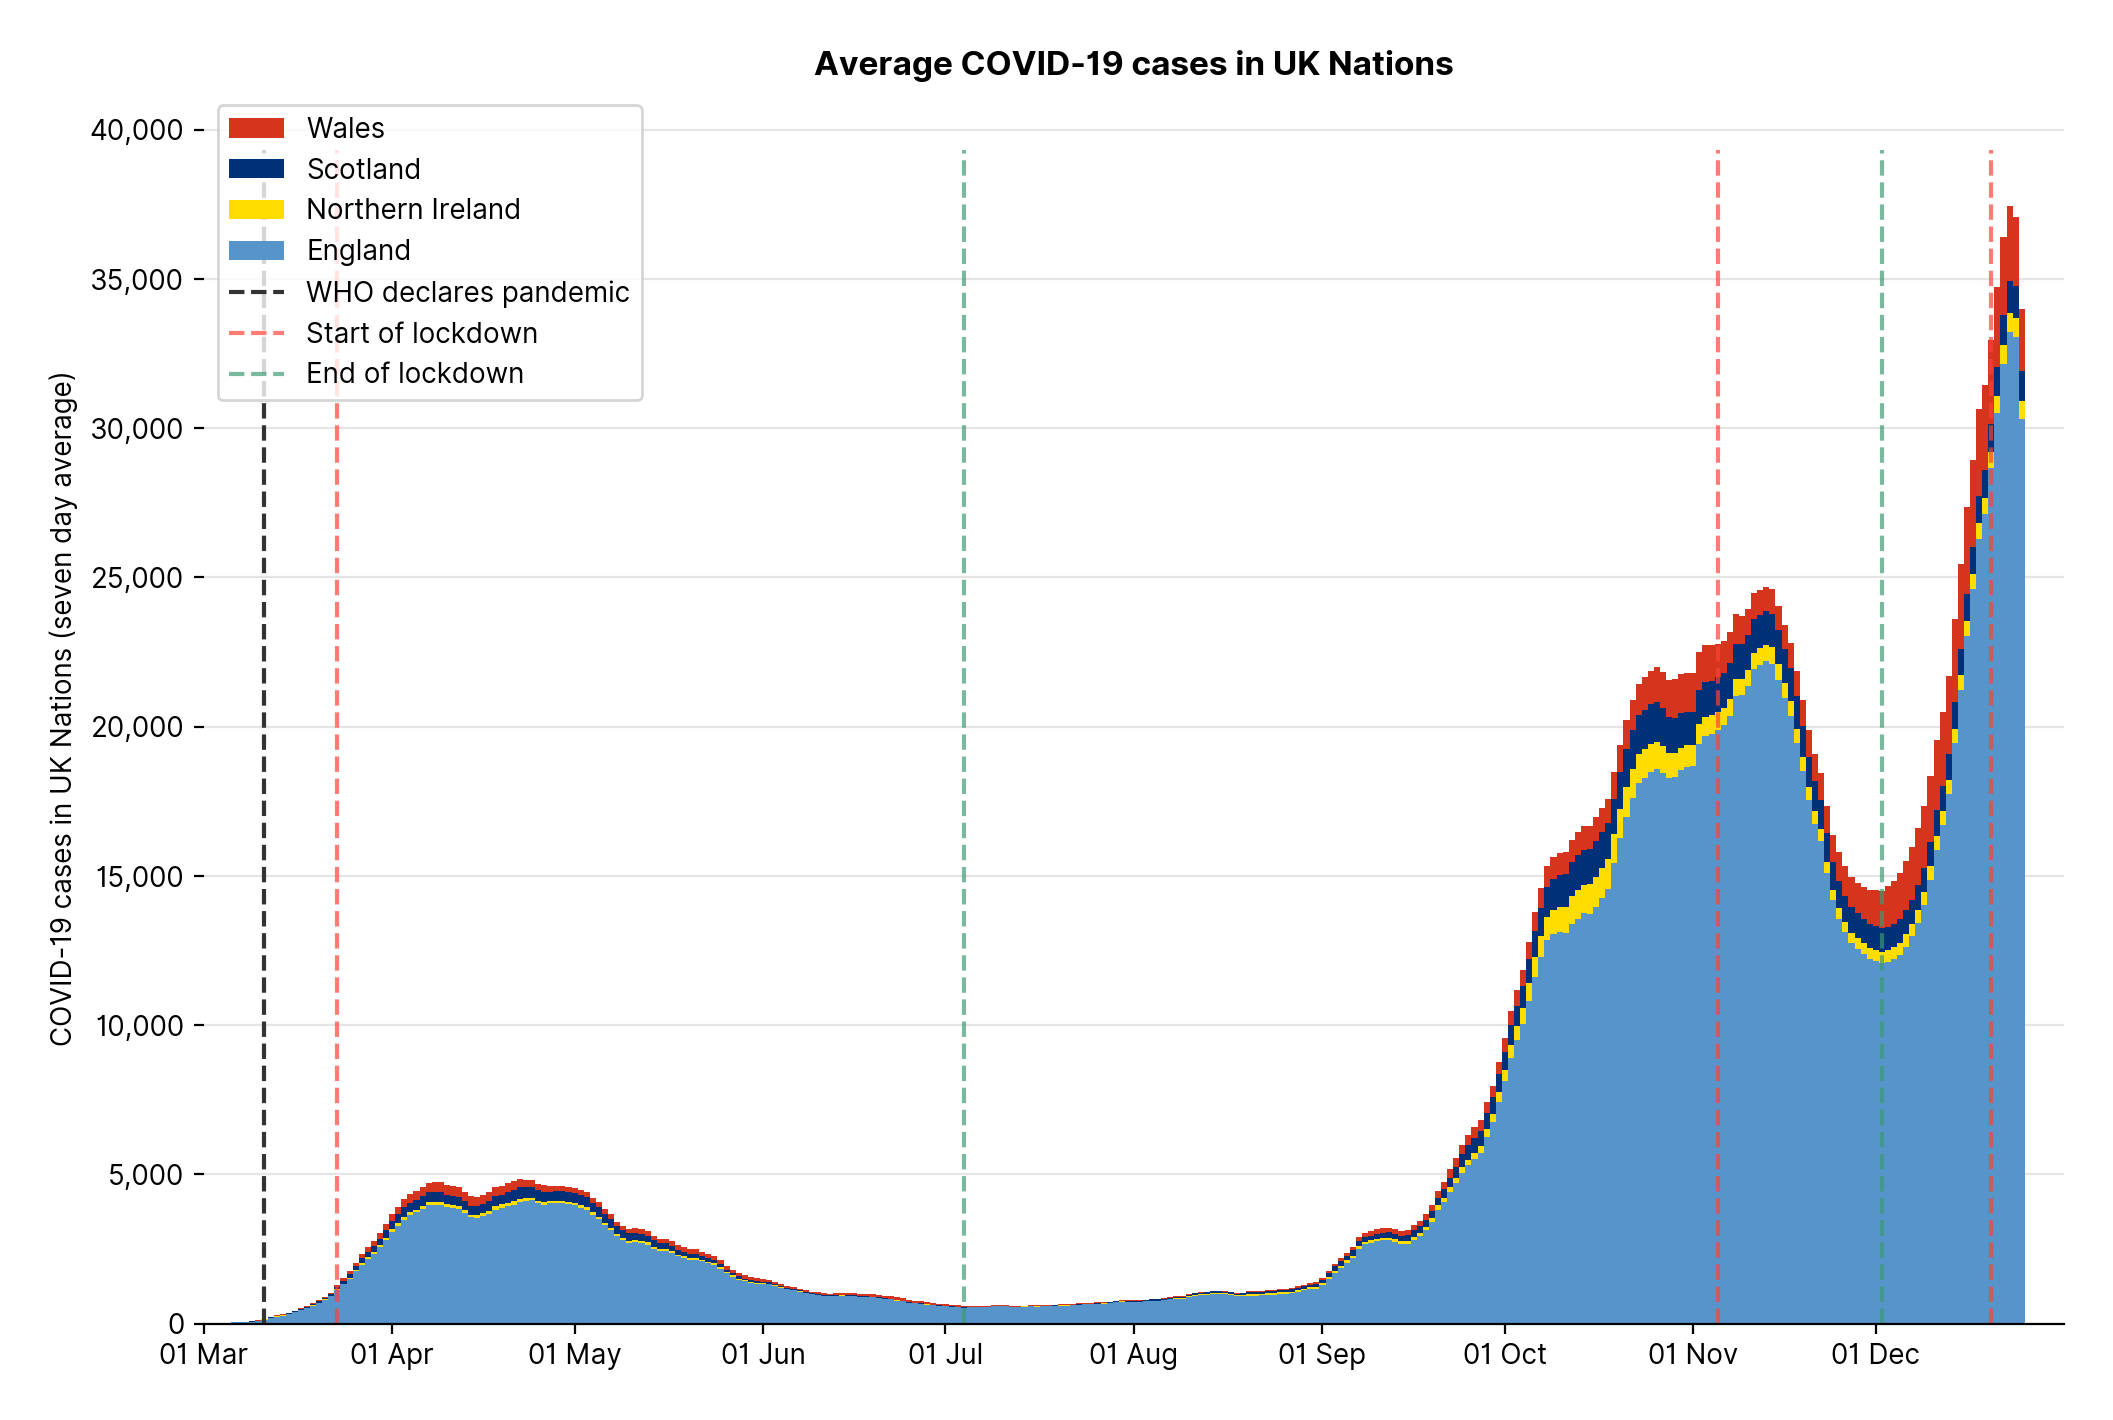 Average COVID-19 cases in UK Nations
Wales
Scotland
Northern Ireland
England
WHO declares pandemic
Start of lockdown
End of lockdown
COVID-19 cases in UK Nations (seven day average)
40,000
35,000
30,000
25,000
20,000
15,000
10,000
5,000
0
01 Mar 01 Apr 01 May 01 Jun 01 Jul 01 Aug 01 Sep 01 Oct 01 Nov 01 Dec